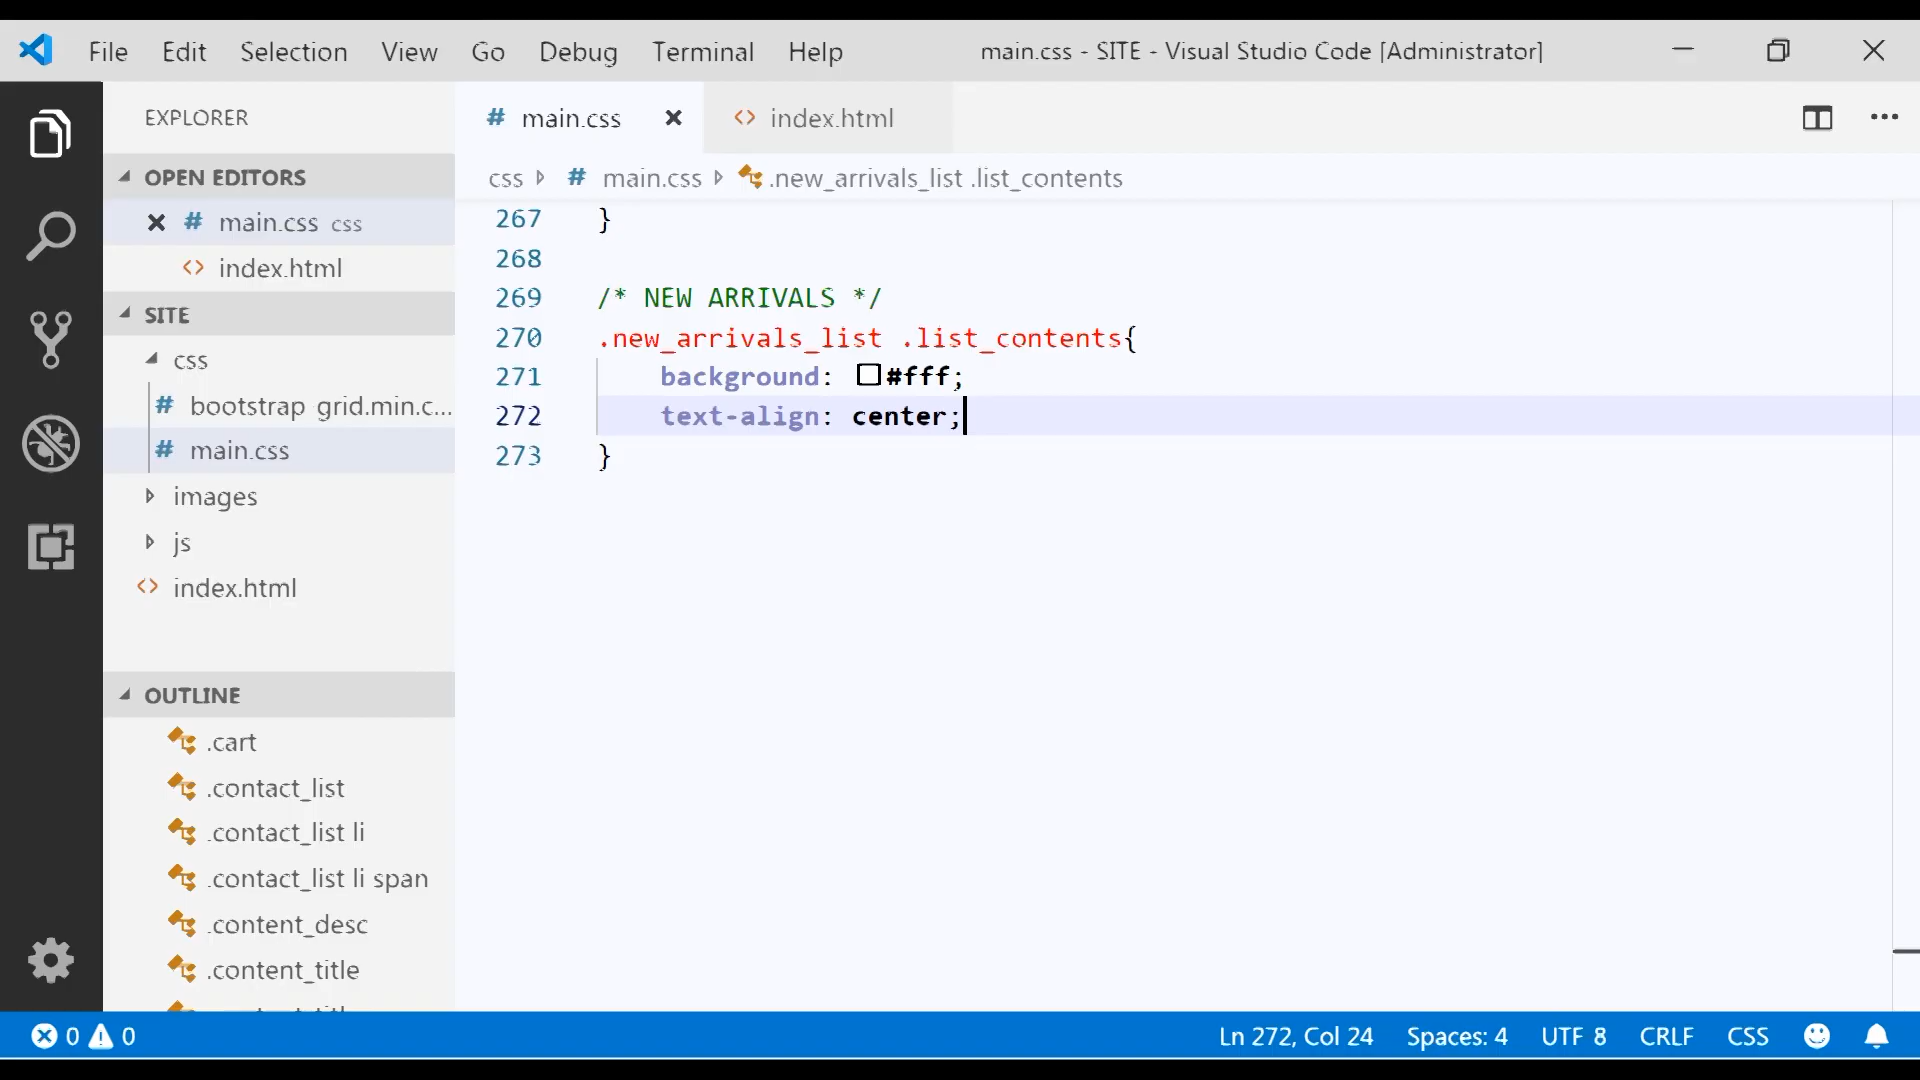 File Edit Selection View Go Debug Terminal Help main.css - SITE - Visual Studio Code [Administrator]
EXPLORER
OPEN EDITORS
main.css css
index.html
SITE
css
bootstrap grid.min.c...
main.css
images
js
index.html
OUTLINE
.cart
.contact_list
.contact_list li
.contact_list li span
.content_desc
.content_title
main.css index.html
css main.css .new_arrivals_list .list_contents
267 }
268
269 /* NEW ARRIVALS */
270 .new_arrivals_list .list_contents{
271 background: #fff;
272 text-align: center;
273 }
0 0 Ln 272, Col 24 Spaces: 4 UTF 8 CRLF CSS